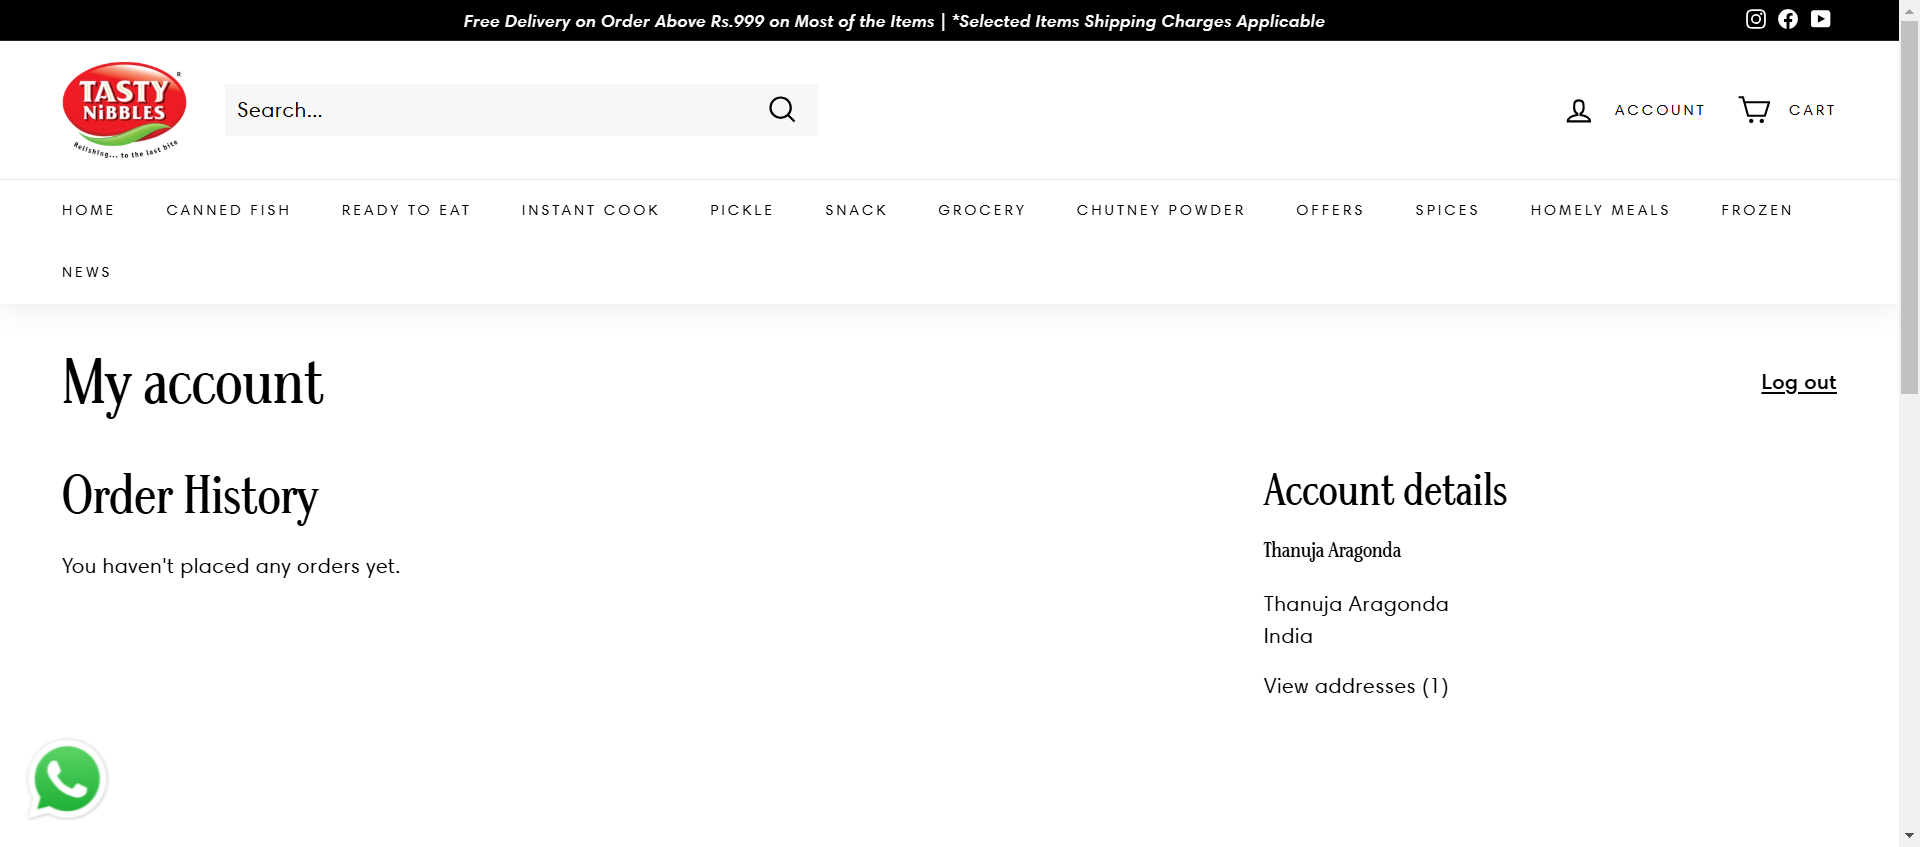 Free Delivery on Order Above Rs.999 on Most of the Items | *Selected Items Shipping Charges Applicable
TASTY
NiBBLES
®
Relishing... to the last bite
Search...
ACCOUNT
CART
HOME CANNED FISH READY TO EAT INSTANT COOK PICKLE SNACK GROCERY CHUTNEY POWDER OFFERS SPICES HOMELY MEALS FROZEN
NEWS
My account
Log out
Order History
You haven't placed any orders yet.
Account details
Thanuja Aragonda
Thanuja Aragonda
India
View addresses (1)